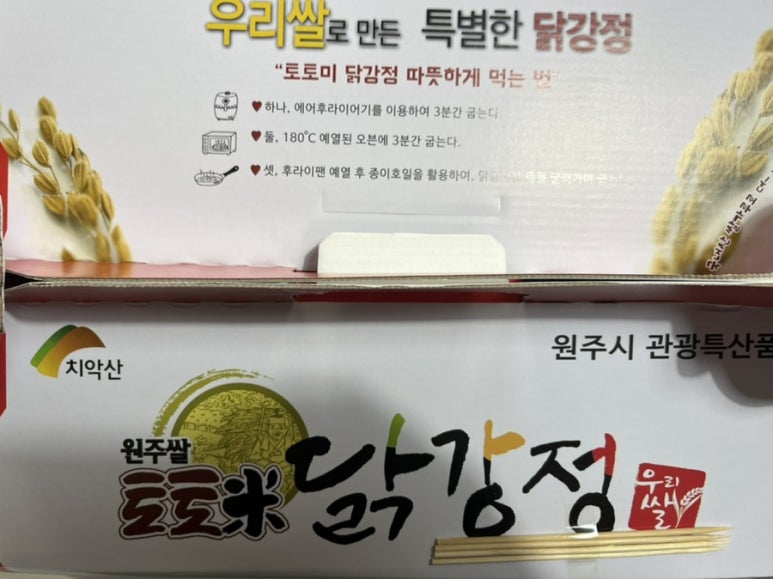 우리쌀로 만든 특별한 닭강정
“토토미 닭강정 따뜻하게 먹는 법”
♥하나, 에어후라이어기를 이용하여 3분간 굽는다.
♥둘, 180℃ 예열된 오븐에 3분간 굽는다.
♥셋, 후라이팬 예열 후 종이호일을 활용하여,
치악산
원주시 관광특산품
원주쌀
토토米 닭강정
우리
쌀